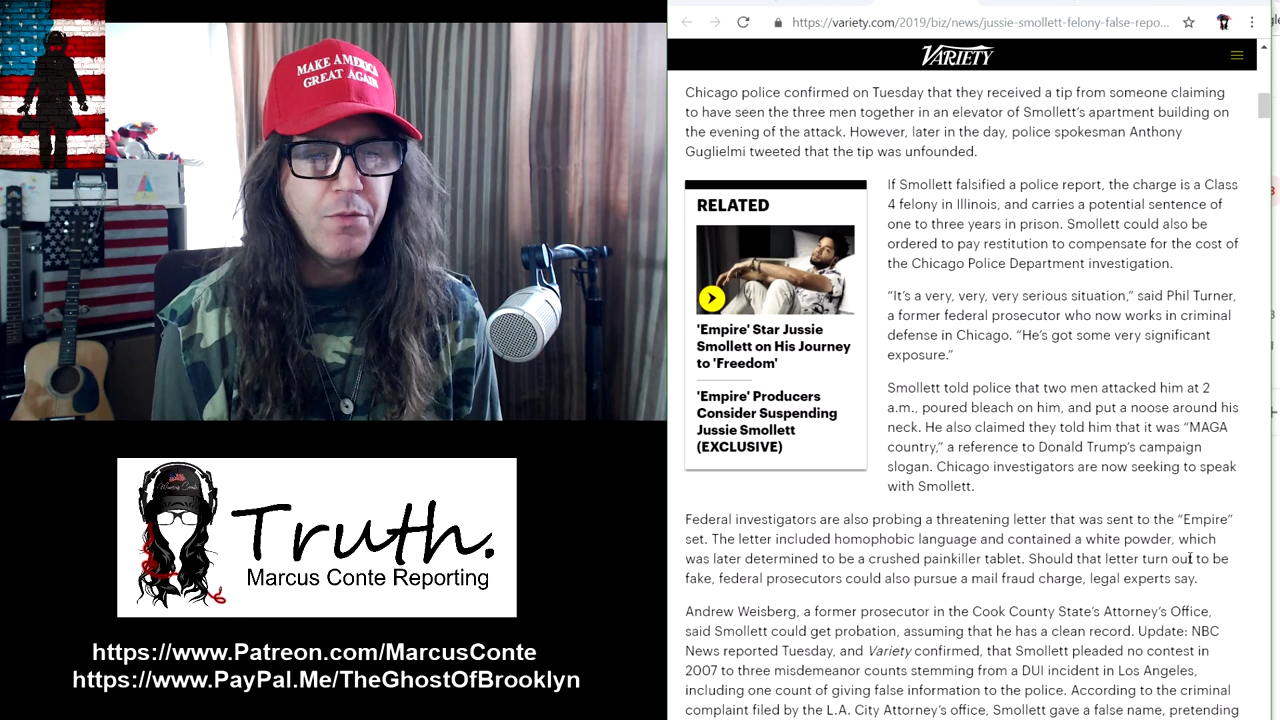 MAKE AMERICA
GREAT AGAIN
Truth.
Marcus Conte Reporting
https://www.Patreon.com/MarcusConte
https://www.PayPal.Me/TheGhostOfBrooklyn
https://variety.com/2019/biz/news/jussie-smollett-felony-false-repo...
VARIETY
Chicago police confirmed on Tuesday that they received a tip from someone claiming
to have seen the three men together in an elevator of Smollett's apartment building on
the evening of the attack. However, later in the day, police spokesman Anthony
Guglielmi tweeted that the tip was unfounded.
RELATED
'Empire' Star Jussie
Smollett on His Journey
to 'Freedom'
'Empire' Producers
Consider Suspending
Jussie Smollett
(EXCLUSIVE)
If Smollett falsified a police report, the charge is a Class
4 felony in Illinois, and carries a potential sentence of
one to three years in prison. Smollett could also be
ordered to pay restitution to compensate for the cost of
the Chicago Police Department investigation.
“It's a very, very, very serious situation,” said Phil Turner,
a former federal prosecutor who now works in criminal
defense in Chicago. “He's got some very significant
exposure.”
Smollett told police that two men attacked him at 2
a.m., poured bleach on him, and put a noose around his
neck. He also claimed they told him that it was “MAGA
country,” a reference to Donald Trump's campaign
slogan. Chicago investigators are now seeking to speak
with Smollett.
Federal investigators are also probing a threatening letter that was sent to the “Empire”
set. The letter included homophobic language and contained a white powder, which
was later determined to be a crushed painkiller tablet. Should that letter turn out to be
fake, federal prosecutors could also pursue a mail fraud charge, legal experts say.
Andrew Weisberg, a former prosecutor in the Cook County State's Attorney's Office,
said Smollett could get probation, assuming that he has a clean record. Update: NBC
News reported Tuesday, and Variety confirmed, that Smollett pleaded no contest in
2007 to three misdemeanor counts stemming from a DUI incident in Los Angeles,
including one count of giving false information to the police. According to the criminal
complaint filed by the L.A. City Attorney's office, Smollett gave a false name, pretending